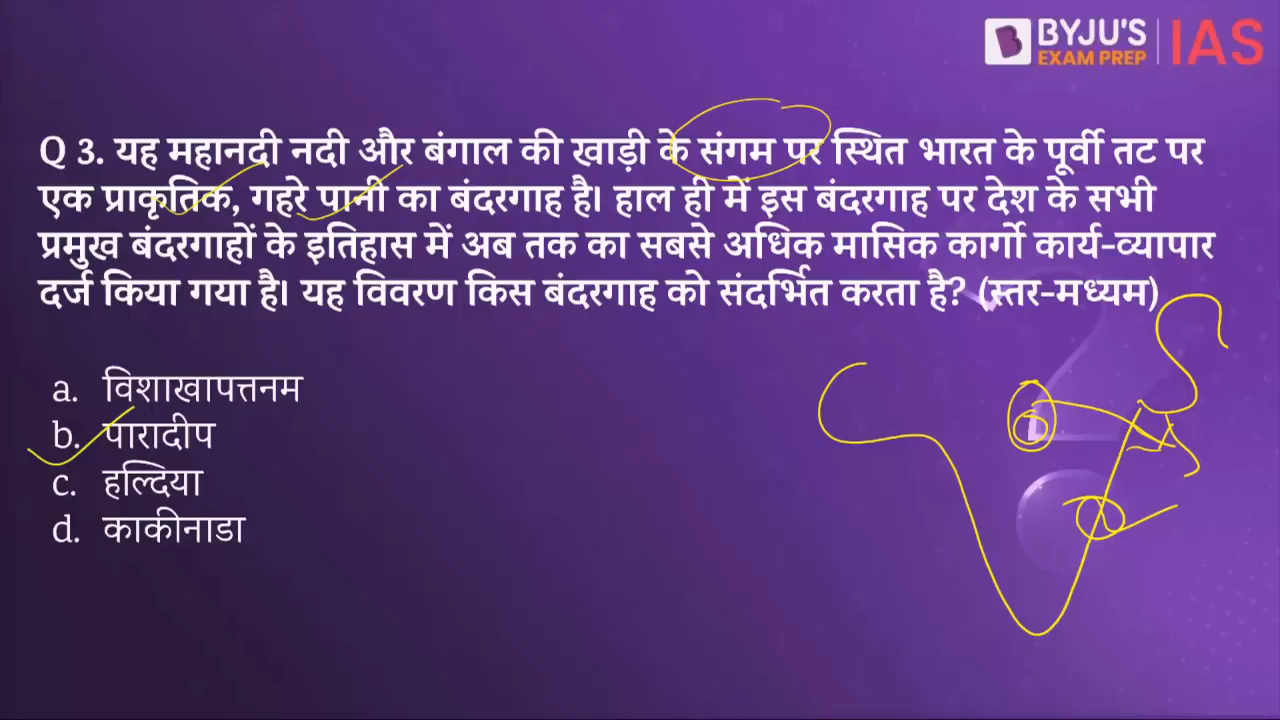 BYJU'S
EXAM PREP
IAS
Q 3. यह महानदी नदी और बंगाल की खाड़ी के संगम पर स्थित भारत के पूर्वी तट पर
एक प्राकृतिक, गहरे पानी का बंदरगाह है। हाल ही में इस बंदरगाह पर देश के सभी
प्रमुख बंदरगाहों के इतिहास में अब तक का सबसे अधिक मासिक कार्गो कार्य-व्यापार
दर्ज किया गया है। यह विवरण किस बंदरगाह को संदर्भित करता है? (स्तर-मध्यम)
a. विशाखापत्तनम
b. पारादीप
c. हल्दिया
d. काकीनाडा